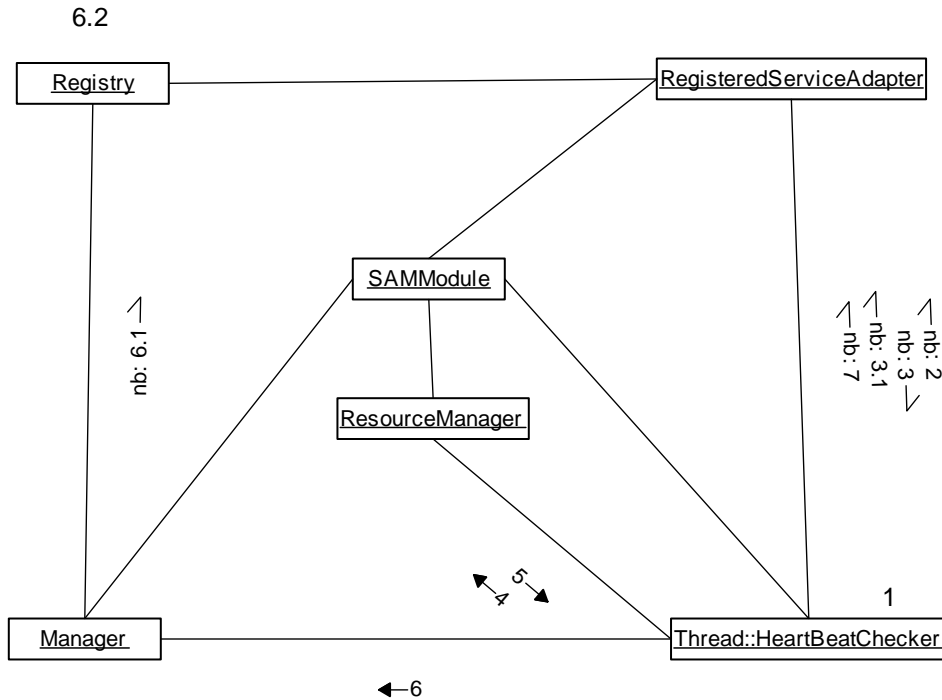 6.2
Registry
RegisteredServiceAdapter
SAMModule
nb: 6.1
nb: 7
nb: 3.1
nb: 3
nb: 2
ResourceManager
5
4
1
Manager
Thread::HeartBeatChecker
6